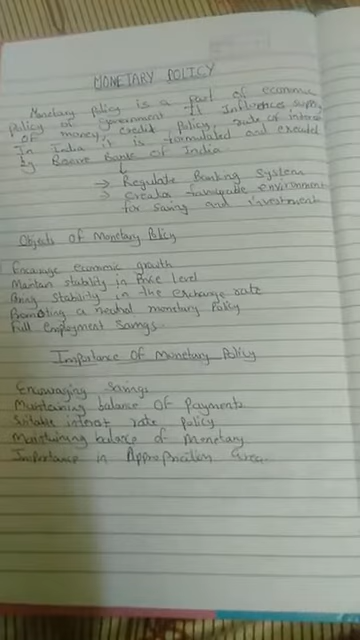 MONETARY POLICY
Monetary policy is a part of economic
policy of government. It Influences supply
of money, credit policy, rate of interest
In India it is formulated and created
by Reserve Bank of India.
→ Regulate Banking System
→ Creates favourable environment
for saving and investment
Objects of Monetary Policy
Encourage economic growth
Maintain stability in Price Level
Bring stability in the exchange rate
Promoting a neutral monetary Policy
Full employment Savings.
Importance Of Monetary Policy
Encouraging savings
Maintaining balance Of Payments
Suitable interest rate policy
Maintaining balance of Monetary
Importance in Appropriation Area.